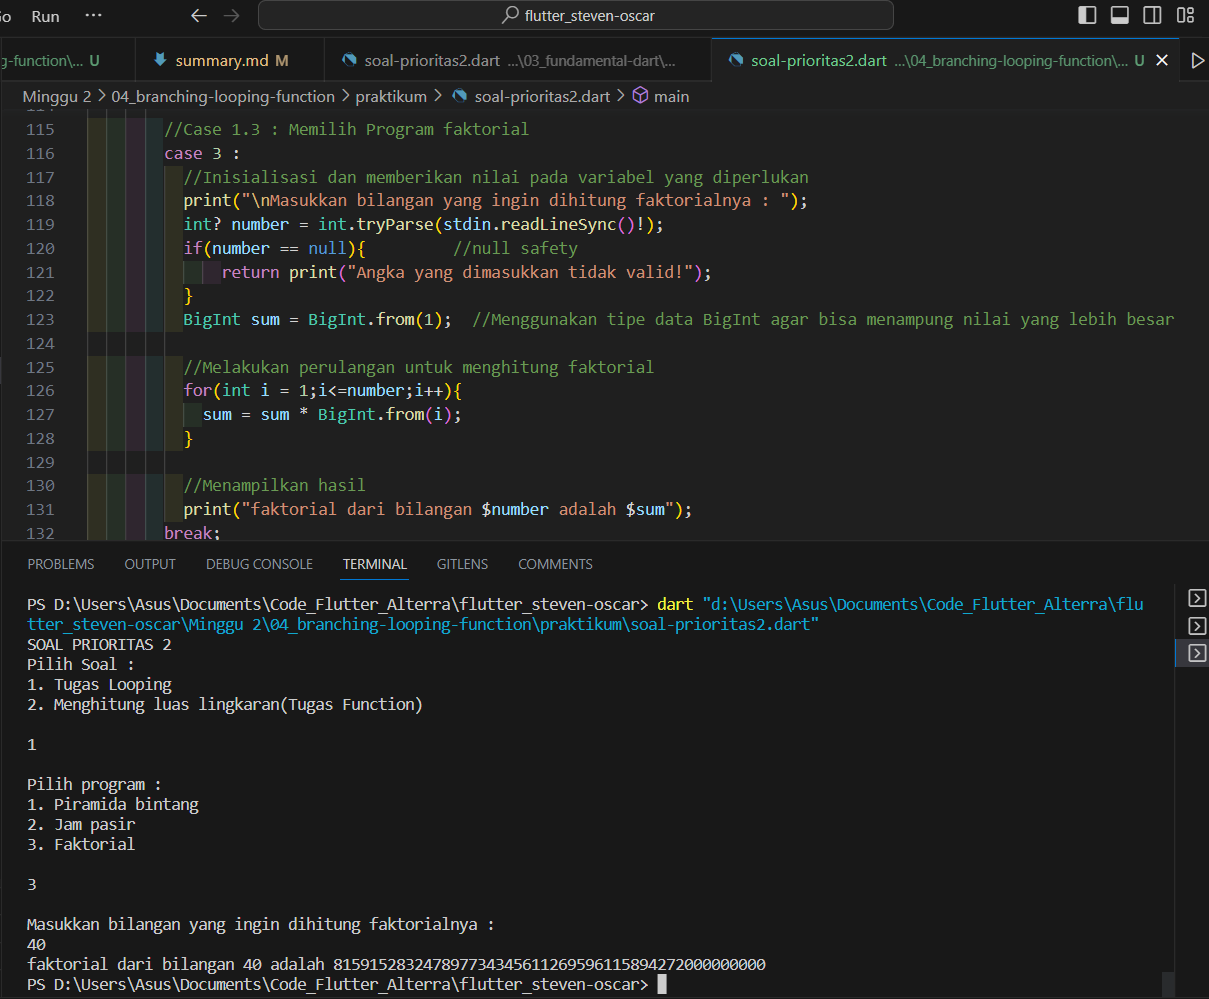 Run ···
flutter_steven-oscar
g-function\... U
summary.md M
soal-prioritas2.dart ...\03_fundamental-dart\...
soal-prioritas2.dart ...\04_branching-looping-function\... U
Minggu 2 > 04_branching-looping-function > praktikum > soal-prioritas2.dart > main
115 //Case 1.3 : Memilih Program faktorial
116 case 3 :
117 //Inisialisasi dan memberikan nilai pada variabel yang diperlukan
118 print("\nMasukkan bilangan yang ingin dihitung faktorialnya : ");
119 int? number = int.tryParse(stdin.readLineSync()!);
120 if(number == null){ //null safety
121 return print("Angka yang dimasukkan tidak valid!");
122 }
123 BigInt sum = BigInt.from(1); //Menggunakan tipe data BigInt agar bisa menampung nilai yang lebih besar
124
125 //Melakukan perulangan untuk menghitung faktorial
126 for(int i = 1;i<=number;i++){
127 sum = sum * BigInt.from(i);
128 }
129
130 //Menampilkan hasil
131 print("faktorial dari bilangan $number adalah $sum");
132 break;
PROBLEMS OUTPUT DEBUG CONSOLE TERMINAL GITLENS COMMENTS
PS D:\Users\Asus\Documents\Code_Flutter_Alterra\flutter_steven-oscar> dart "d:\Users\Asus\Documents\Code_Flutter_Alterra\flu
tter_steven-oscar\Minggu 2\04_branching-looping-function\praktikum\soal-prioritas2.dart"
SOAL PRIORITAS 2
Pilih Soal :
1. Tugas Looping
2. Menghitung luas lingkaran(Tugas Function)
1
Pilih program :
1. Piramida bintang
2. Jam pasir
3. Faktorial
3
Masukkan bilangan yang ingin dihitung faktorialnya :
40
faktorial dari bilangan 40 adalah 815915283247897734345611269596115894272000000000
PS D:\Users\Asus\Documents\Code_Flutter_Alterra\flutter_steven-oscar>